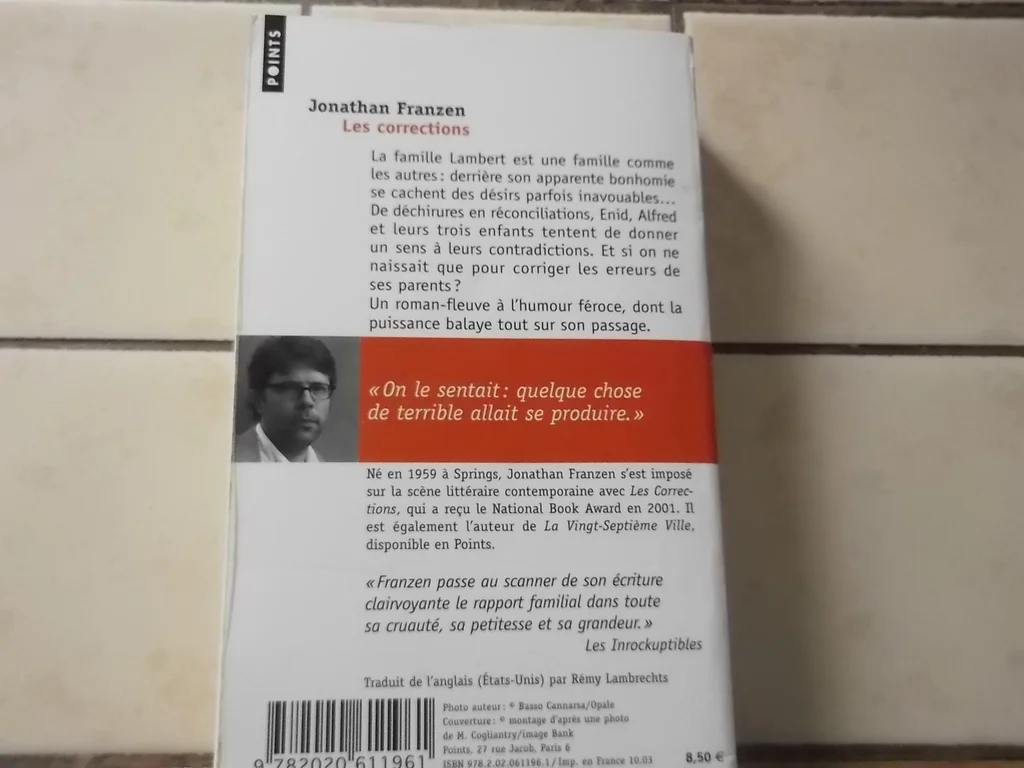 POINTS
Jonathan Franzen
Les corrections
La famille Lambert est une famille comme
les autres : derrière son apparente bonhomie
se cachent des désirs parfois inavouables...
De déchirures en réconciliations, Enid, Alfred
et leurs trois enfants tentent de donner
un sens à leurs contradictions. Et si on ne
naissait que pour corriger les erreurs de
ses parents ?
Un roman-fleuve à l'humour féroce, dont la
puissance balaye tout sur son passage.
« On le sentait : quelque chose
de terrible allait se produire. »
Né en 1959 à Springs, Jonathan Franzen s'est imposé
sur la scène littéraire contemporaine avec Les Correc-
tions, qui a reçu le National Book Award en 2001. Il
est également l'auteur de La Vingt-Septième Ville,
disponible en Points.
« Franzen passe au scanner de son écriture
clairvoyante le rapport familial dans toute
sa cruauté, sa petitesse et sa grandeur. »
Les Inrockuptibles
Traduit de l'anglais (États-Unis) par Rémy Lambrechts
Photo auteur : © Basso Cannarsa/Opale
Couverture : © montage d'après une photo
de M. Cogliantry/image Bank
Points, 27 rue Jacob, Paris 6
ISBN 978.2.02.061196.1 / Imp. en France 10.03
8,50 €
9 782020 611961